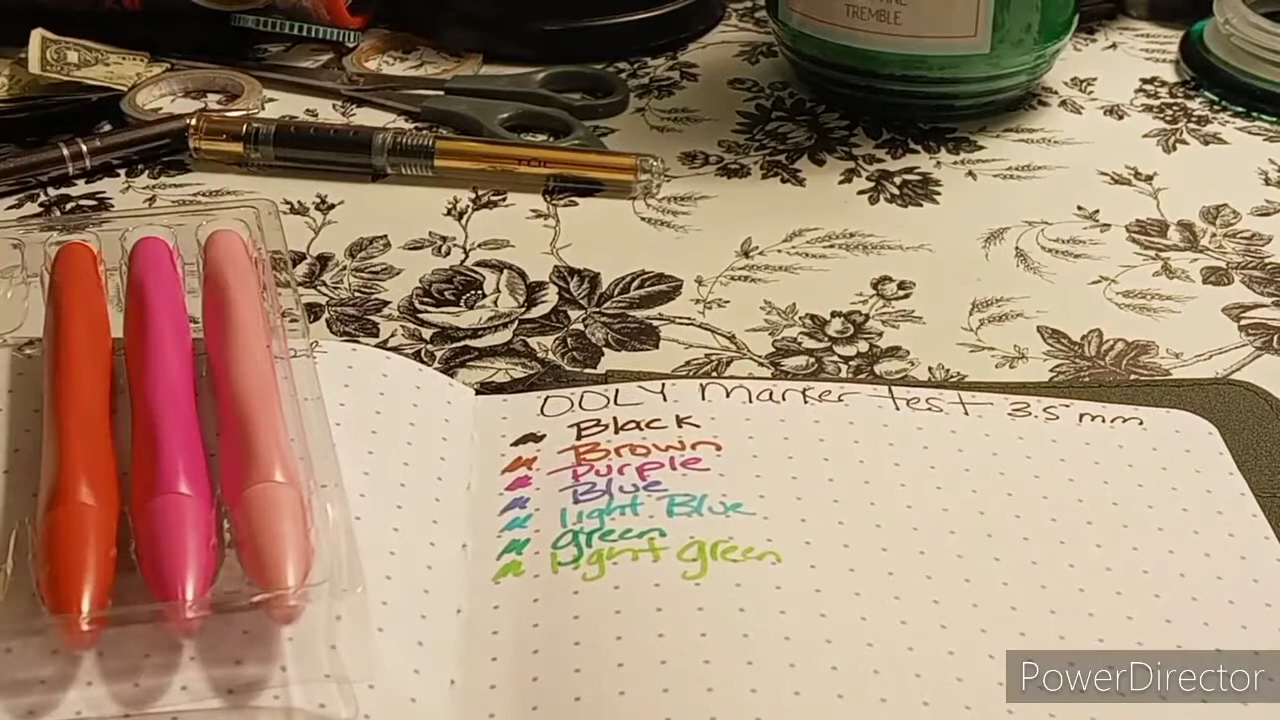 TREMBLE
OOLY marker test 3.5 mm
Black
Brown
Purple
Blue
light Blue
green
light green
PowerDirector